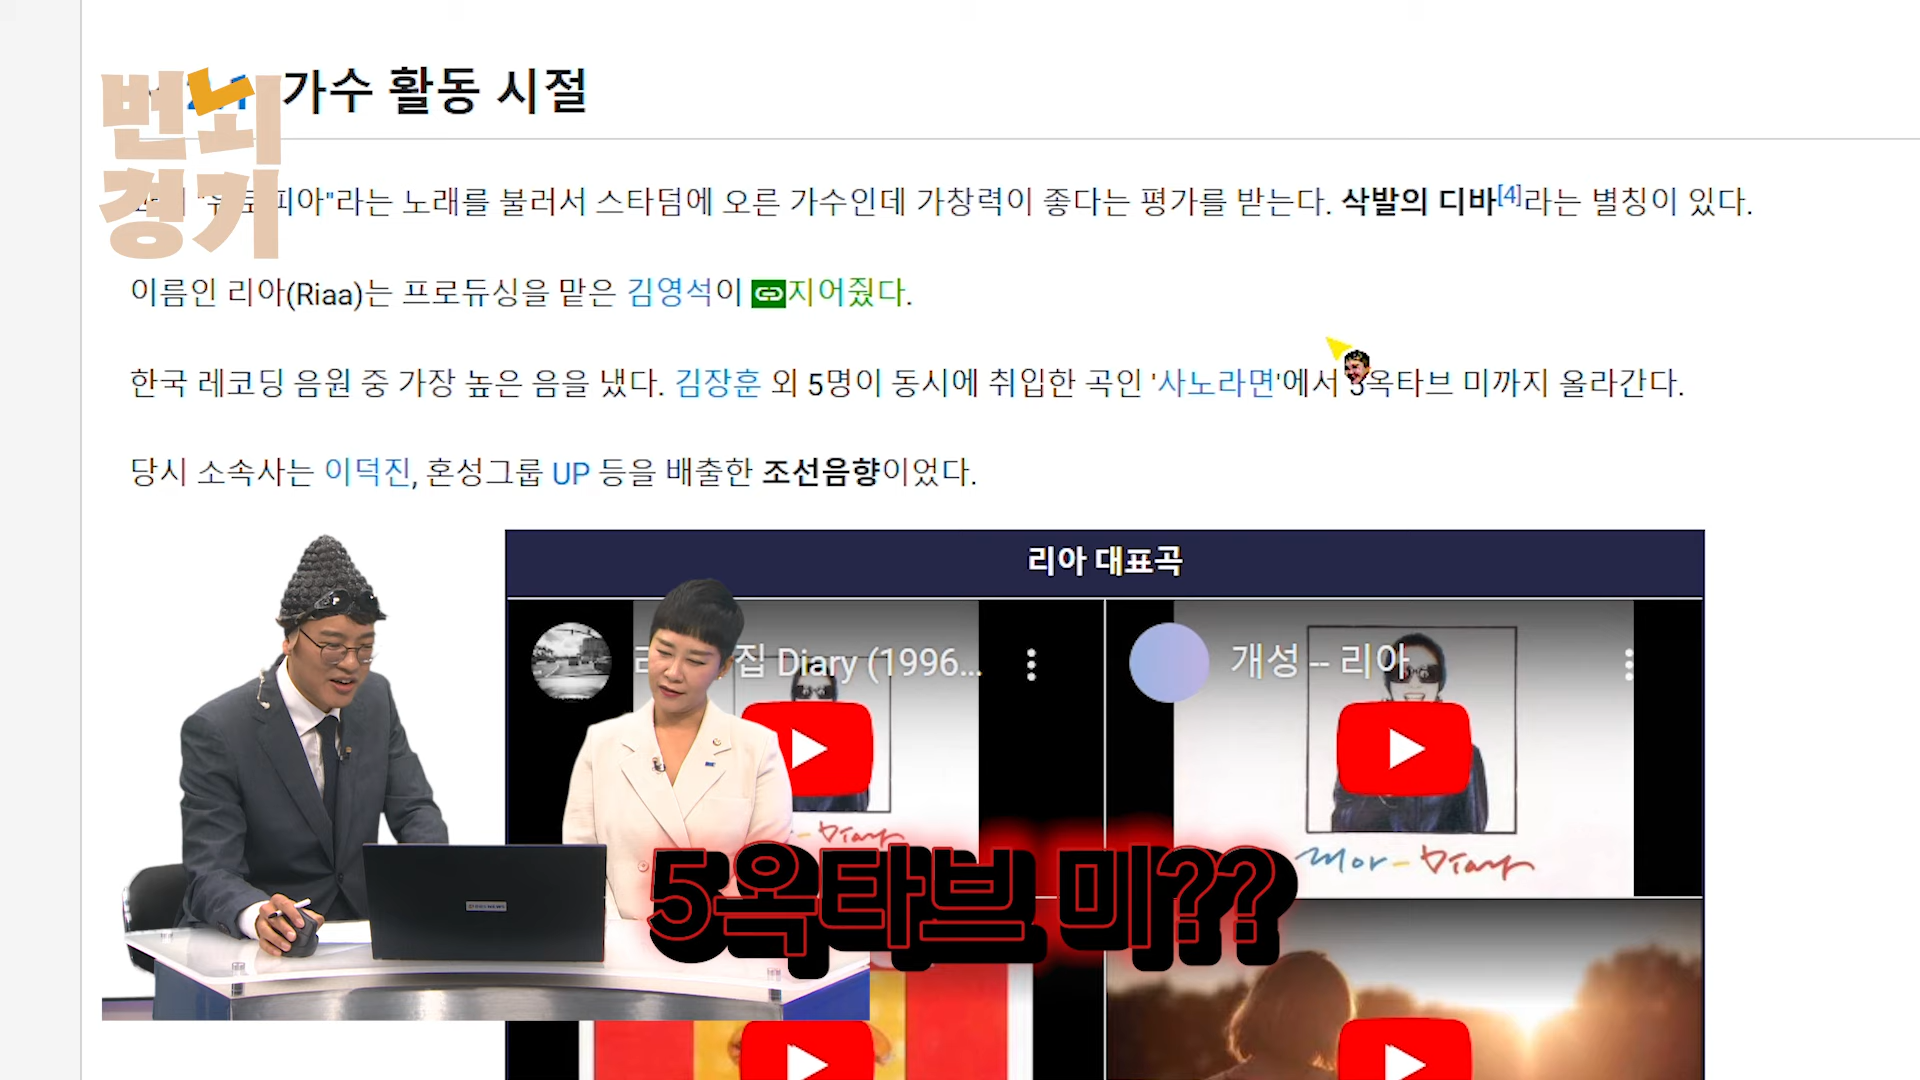 번뇌
경기
가수 활동 시절
피아"라는 노래를 불러서 스타덤에 오른 가수인데 가창력이 좋다는 평가를 받는다. 삭발의 디바[4]라는 별칭이 있다.
이름인 리아(Riaa)는 프로듀싱을 맡은 김영석이 지어줬다.
한국 레코딩 음원 중 가장 높은 음을 냈다. 김장훈 외 5명이 동시에 취입한 곡인 '사노라면'에서 5옥타브 미까지 올라간다.
당시 소속사는 이덕진, 혼성그룹 UP 등을 배출한 조선음향이었다.
리아 대표곡
집 Diary (1996...
개성 -- 리아
리아 - Diary
5옥타브 미??